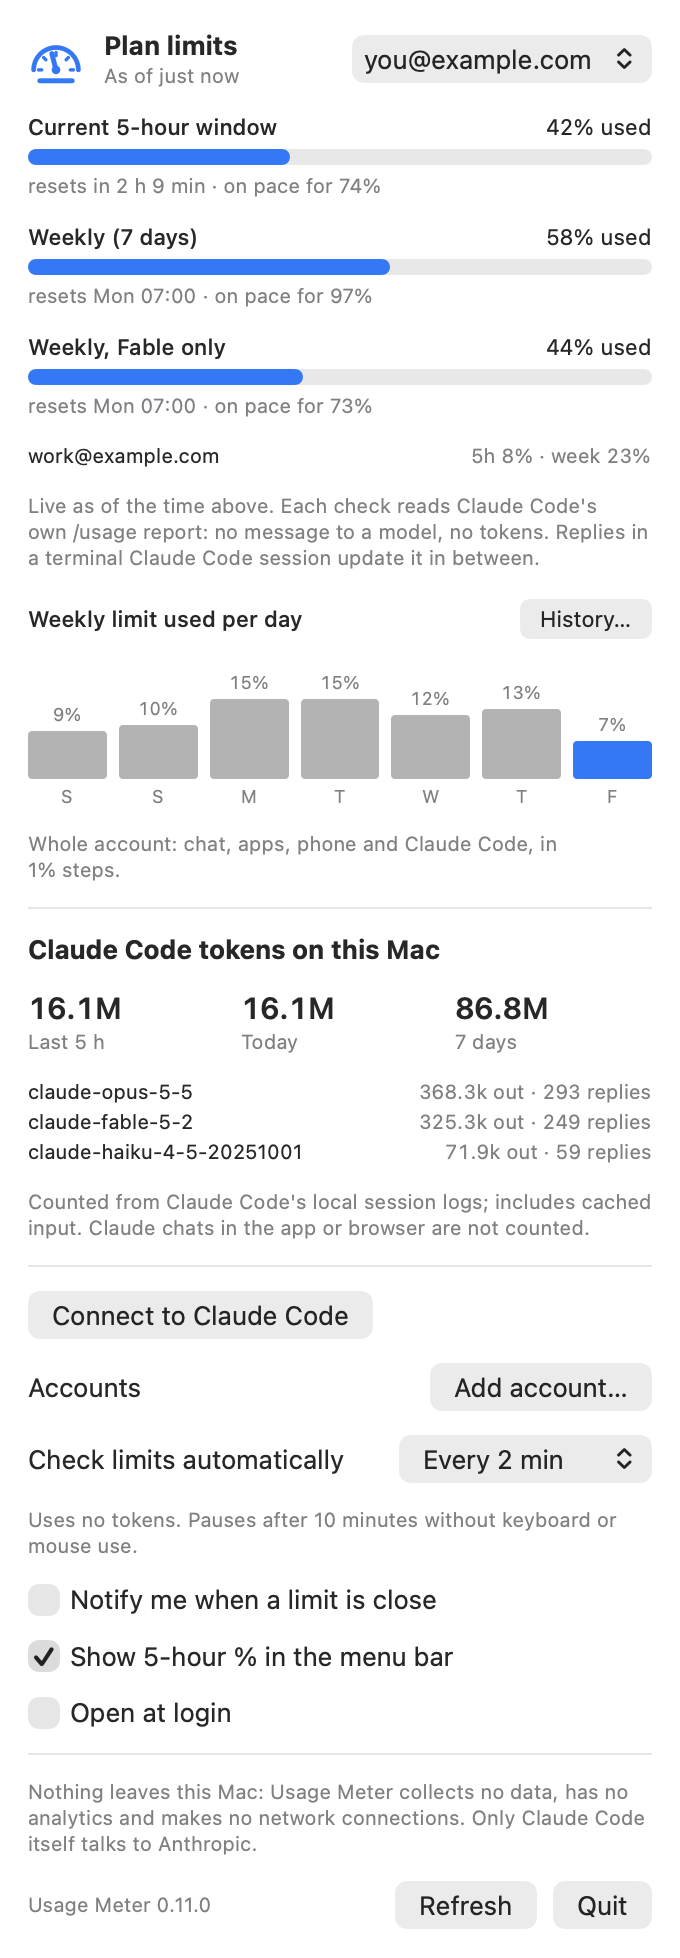 Plan limits
As of just now
you@example.com
Current 5-hour window 42% used
resets in 2 h 9 min · on pace for 74%
Weekly (7 days) 58% used
resets Mon 07:00 · on pace for 97%
Weekly, Fable only 44% used
resets Mon 07:00 · on pace for 73%
work@example.com 5h 8% · week 23%
Live as of the time above. Each check reads Claude Code's
own /usage report: no message to a model, no tokens. Replies in
a terminal Claude Code session update it in between.
Weekly limit used per day History...
9% 10% 15% 15% 12% 13% 7%
S S M T W T F
Whole account: chat, apps, phone and Claude Code, in
1% steps.
Claude Code tokens on this Mac
16.1M 16.1M 86.8M
Last 5 h Today 7 days
claude-opus-5-5 368.3k out · 293 replies
claude-fable-5-2 325.3k out · 249 replies
claude-haiku-4-5-20251001 71.9k out · 59 replies
Counted from Claude Code's local session logs; includes cached
input. Claude chats in the app or browser are not counted.
Connect to Claude Code
Accounts Add account...
Check limits automatically Every 2 min
Uses no tokens. Pauses after 10 minutes without keyboard or
mouse use.
Notify me when a limit is close
Show 5-hour % in the menu bar
Open at login
Nothing leaves this Mac: Usage Meter collects no data, has no
analytics and makes no network connections. Only Claude Code
itself talks to Anthropic.
Usage Meter 0.11.0 Refresh Quit